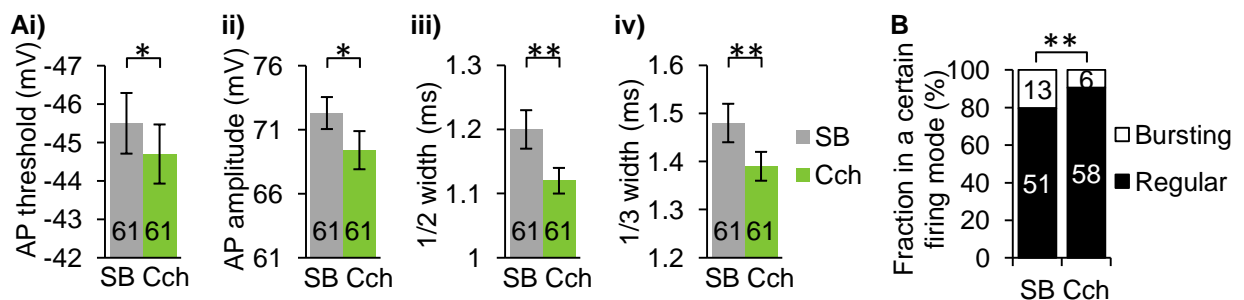 Ai)
AP threshold (mV)
-47
-46
-45
-44
-43
-42
*
61 61
SB Cch
ii)
AP amplitude (mV)
76
71
66
61
*
61 61
SB Cch
iii)
1/2 width (ms)
1.3
1.2
1.1
1
**
61 61
SB Cch
iv)
1/3 width (ms)
1.6
1.5
1.4
1.3
1.2
**
61 61
SB Cch
SB
Cch
B
Fraction in a certain
firing mode (%)
100
80
60
40
20
0
**
13 6
51 58
SB Cch
Bursting
Regular